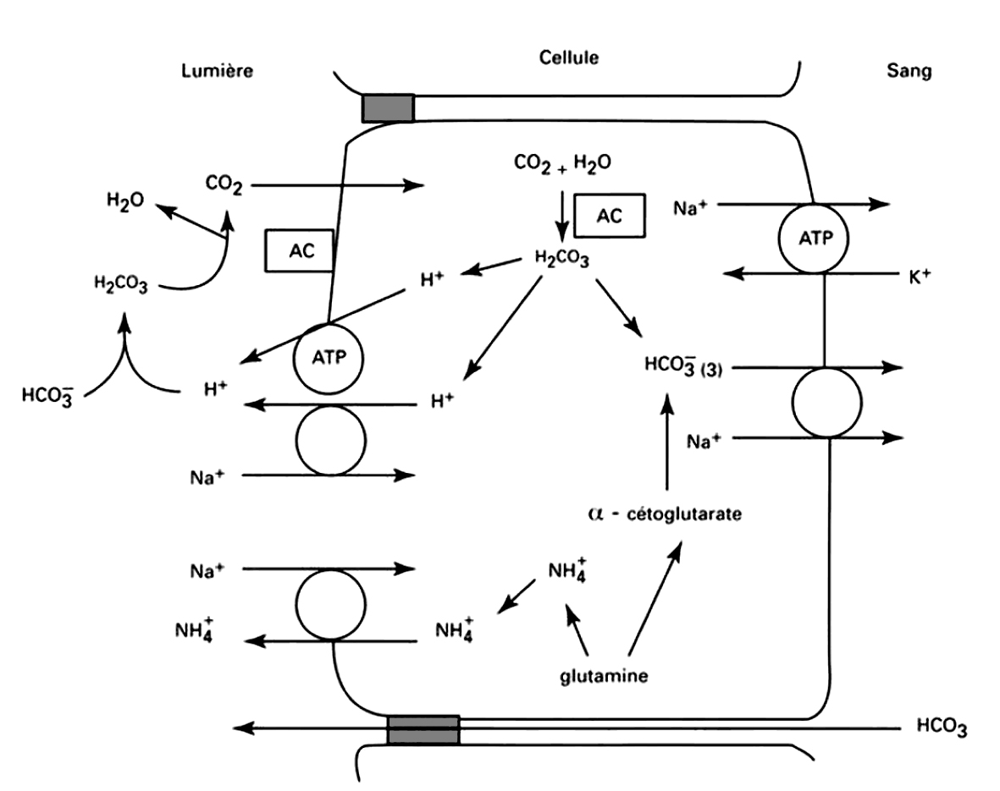 Lumière
Cellule
Sang
CO₂ + H₂O
CO₂
H₂O
AC
Na⁺
AC
ATP
H₂CO₃
H⁺
K⁺
H₂CO₃
ATP
HCO₃⁻ (3)
H⁺
HCO₃⁻
H⁺
Na⁺
Na⁺
α - cétoglutarate
Na⁺
NH₄⁺
NH₄⁺
NH₄⁺
glutamine
HCO₃